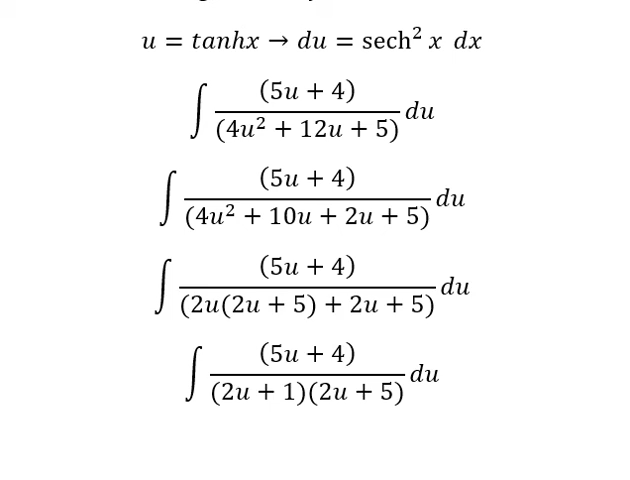 u = tanhx → du = sech² x dx
∫ (5u + 4) / (4u² + 12u + 5) du
∫ (5u + 4) / (4u² + 10u + 2u + 5) du
∫ (5u + 4) / (2u(2u + 5) + 2u + 5) du
∫ (5u + 4) / (2u + 1)(2u + 5) du